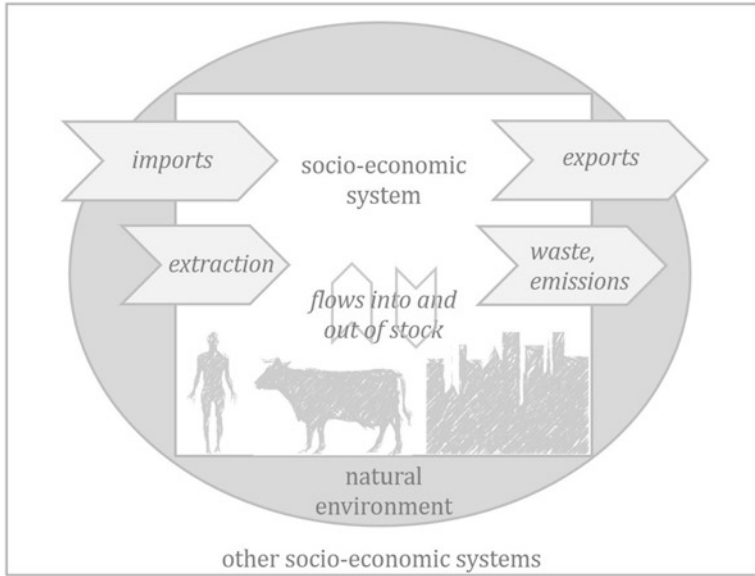 imports
socio-economic
system
exports
extraction
waste,
emissions
flows into and
out of stock
natural
environment
other socio-economic systems